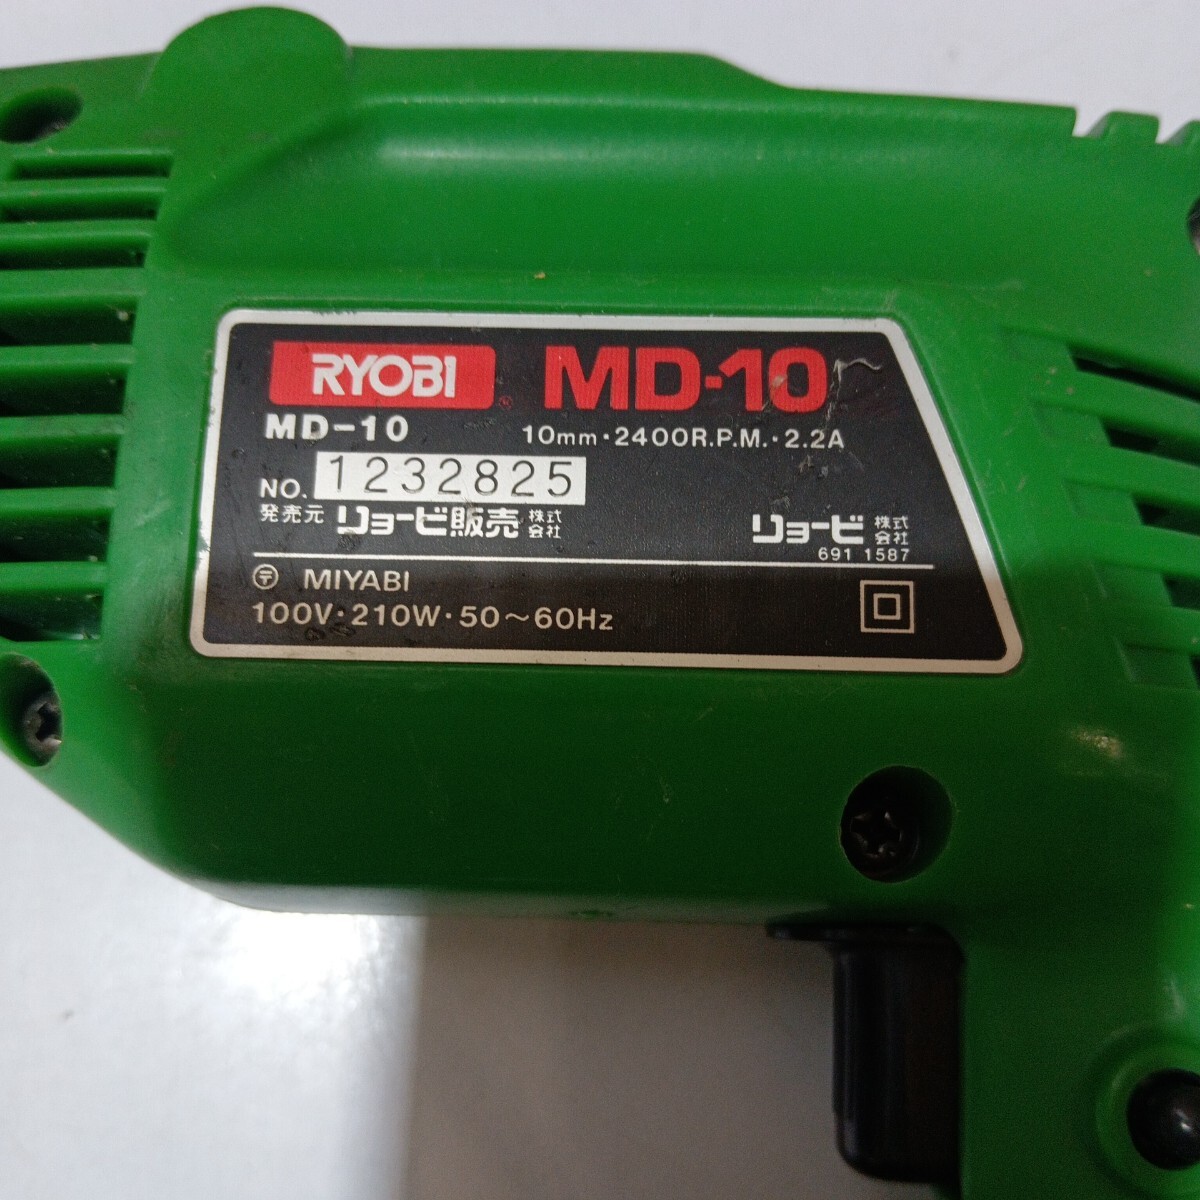 RYOBI MD-10
MD-10 10mm・2400R.P.M.・2.2A
NO. 1232825
発売元 リョービ販売 株式会社 リョービ 株式会社
691 1587
〒 MIYABI
100V・210W・50～60Hz